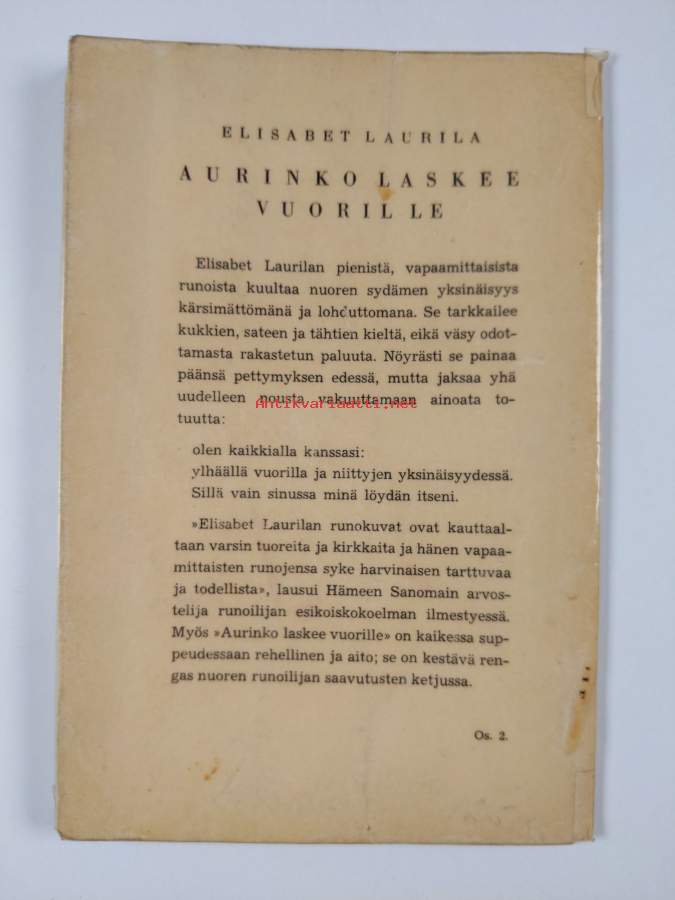 ELISABET LAURILA
AURINKO LASKEE
VUORILLE
Elisabet Laurilan pienistä, vapaamittaisista
runoista kuultaa nuoren sydämen yksinäisyys
kärsimättömänä ja lohduttomana. Se tarkkailee
kukkien, sateen ja tähtien kieltä, eikä väsy odot-
tamasta rakastetun paluuta. Nöyrästi se painaa
päänsä pettymyksen edessä, mutta jaksaa yhä
uudelleen nousta vakuuttamaan ainoata to-
Antikvariaatti.net
tuutta:
olen kaikkialla kanssasi:
ylhäällä vuorilla ja niittyjen yksinäisyydessä.
Sillä vain sinussa minä löydän itseni.
»Elisabet Laurilan runokuvat ovat kauttaal-
taan varsin tuoreita ja kirkkaita ja hänen vapaa-
mittaisten runojensa syke harvinaisen tarttuvaa
ja todellista», lausui Hämeen Sanomain arvos-
telija runoilijan esikoiskokoelman ilmestyessä.
Myös »Aurinko laskee vuorille» on kaikessa sup-
peudessaan rehellinen ja aito; se on kestävä ren-
gas nuoren runoilijan saavutusten ketjussa.
Os. 2.